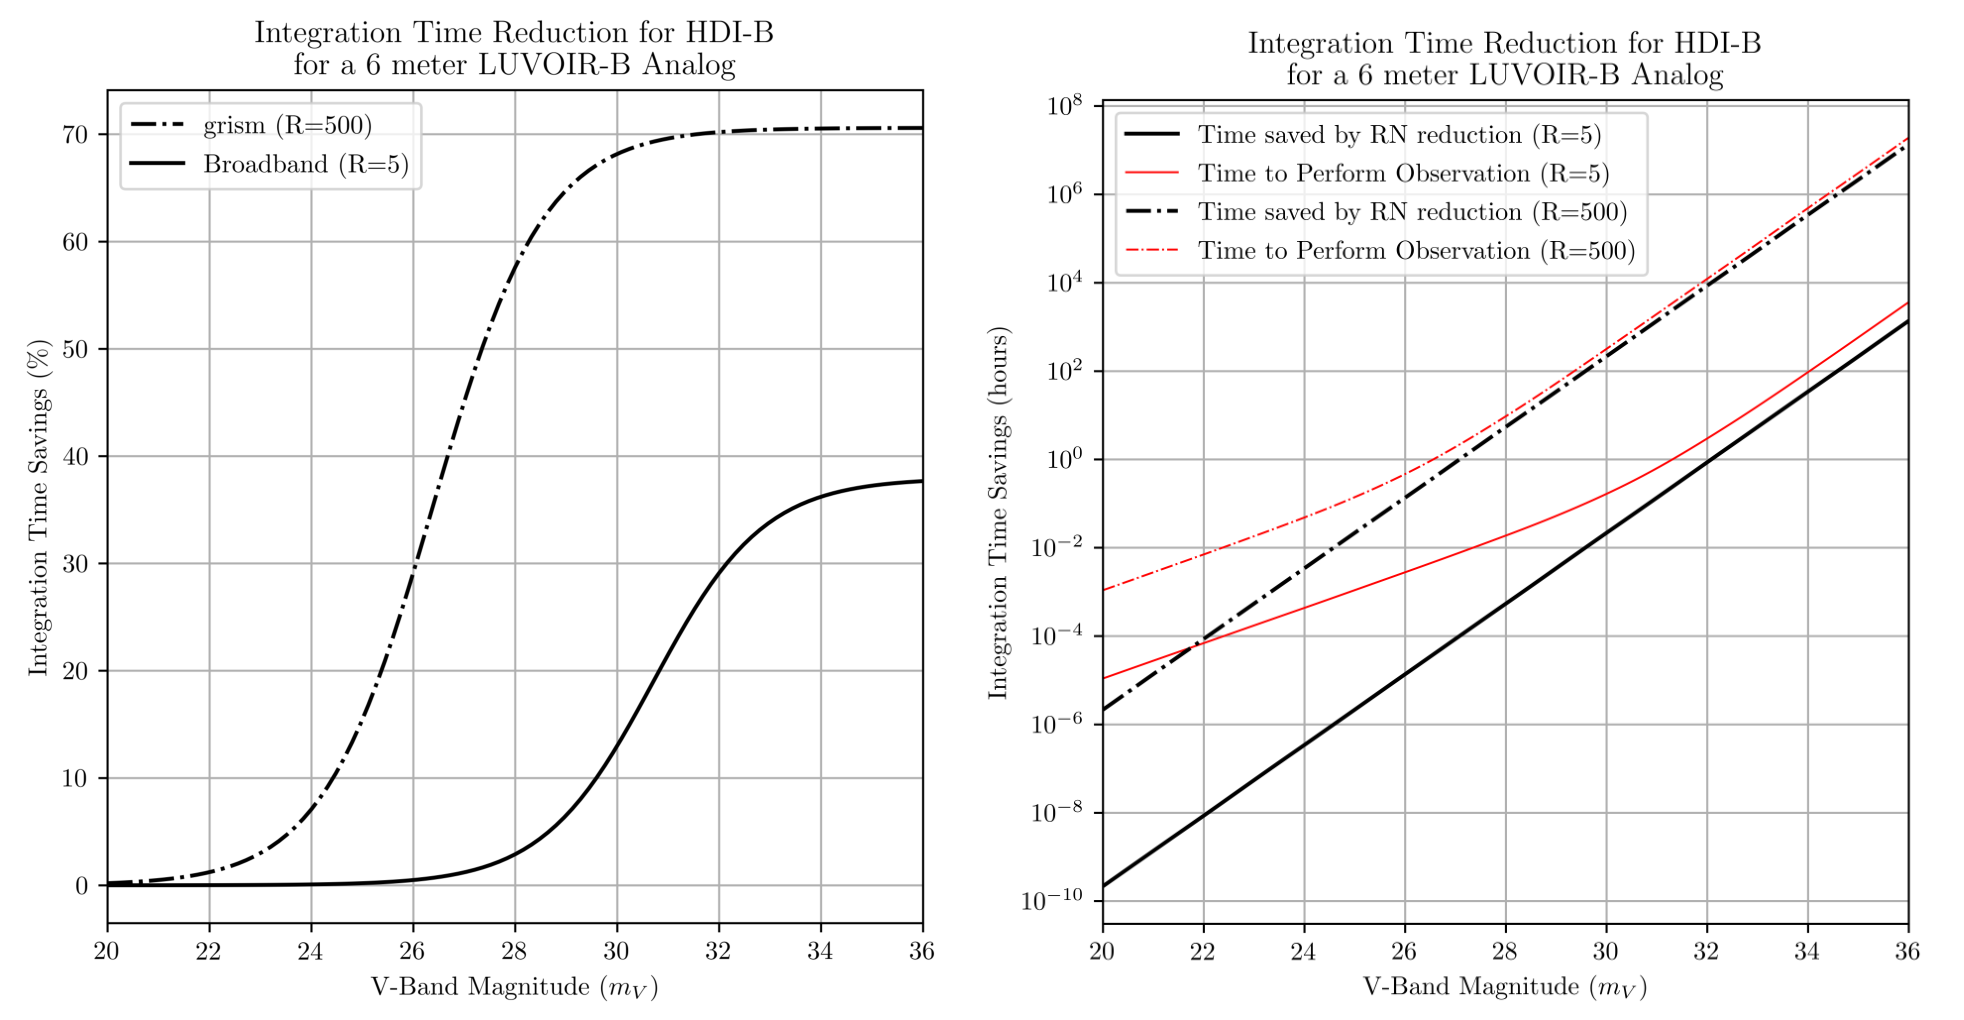 Integration Time Reduction for HDI-B
for a 6 meter LUVOIR-B Analog
grism (R=500)
Broadband (R=5)
Integration Time Savings (%)
70
60
50
40
30
20
10
0
20 22 24 26 28 30 32 34 36
V-Band Magnitude (m_V)
Integration Time Reduction for HDI-B
for a 6 meter LUVOIR-B Analog
Time saved by RN reduction (R=5)
Time to Perform Observation (R=5)
Time saved by RN reduction (R=500)
Time to Perform Observation (R=500)
Integration Time Savings (hours)
10^8
10^6
10^4
10^2
10^0
10^−2
10^−4
10^−6
10^−8
10^−10
20 22 24 26 28 30 32 34 36
V-Band Magnitude (m_V)